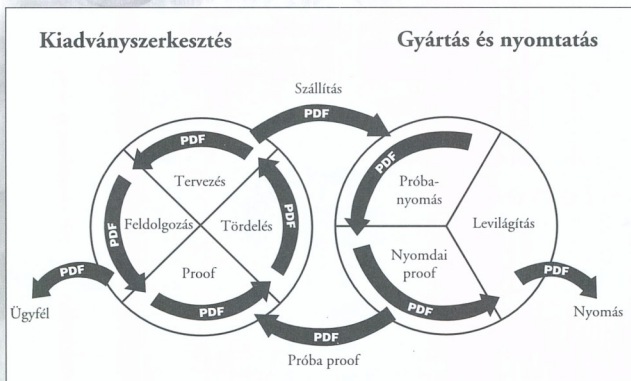 Kiadványszerkesztés
Gyártás és nyomtatás
Szállítás
PDF
PDF
PDF
Tervezés
Próba-
nyomás
PDF
PDF
Feldolgozás
Tördelés
Levilágítás
Proof
Nyomdai
proof
PDF
PDF
PDF
PDF
Ügyfél
PDF
Nyomás
Próba proof